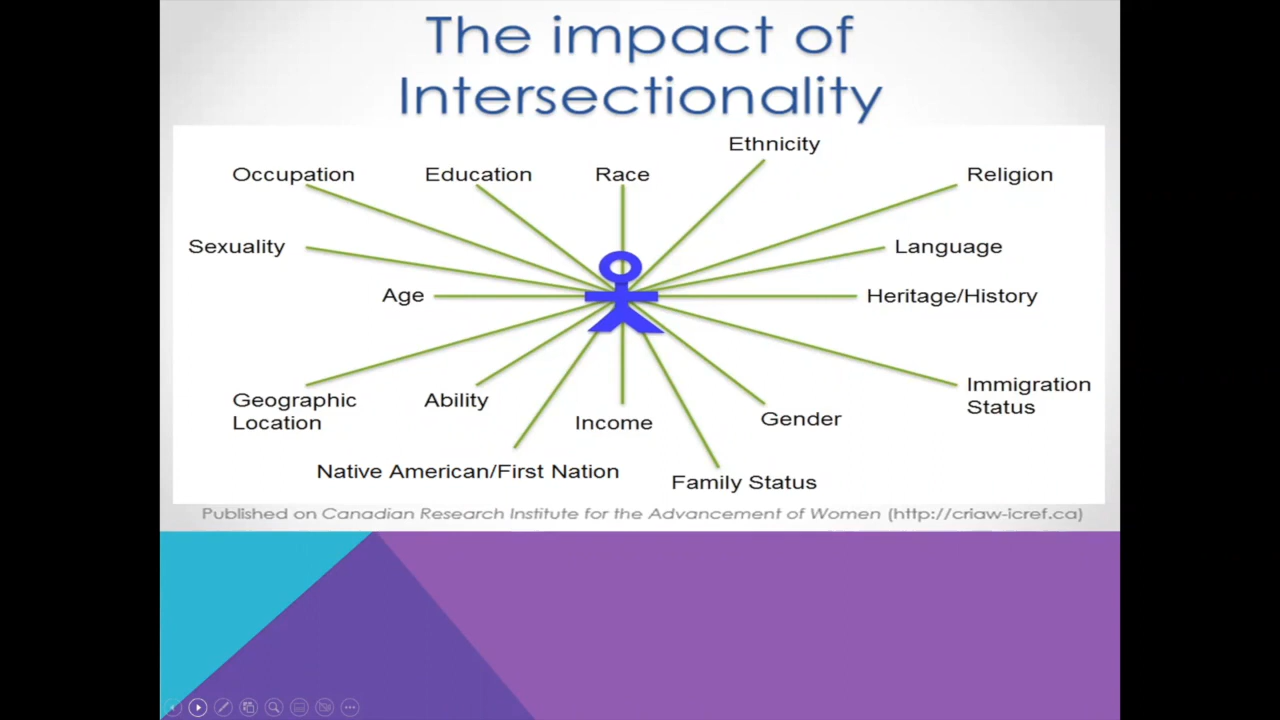 The impact of
Intersectionality
Ethnicity
Occupation
Education
Race
Religion
Sexuality
Language
Age
Heritage/History
Geographic
Location
Ability
Income
Gender
Immigration
Status
Native American/First Nation
Family Status
Published on Canadian Research Institute for the Advancement of Women (http://criaw-icref.ca)